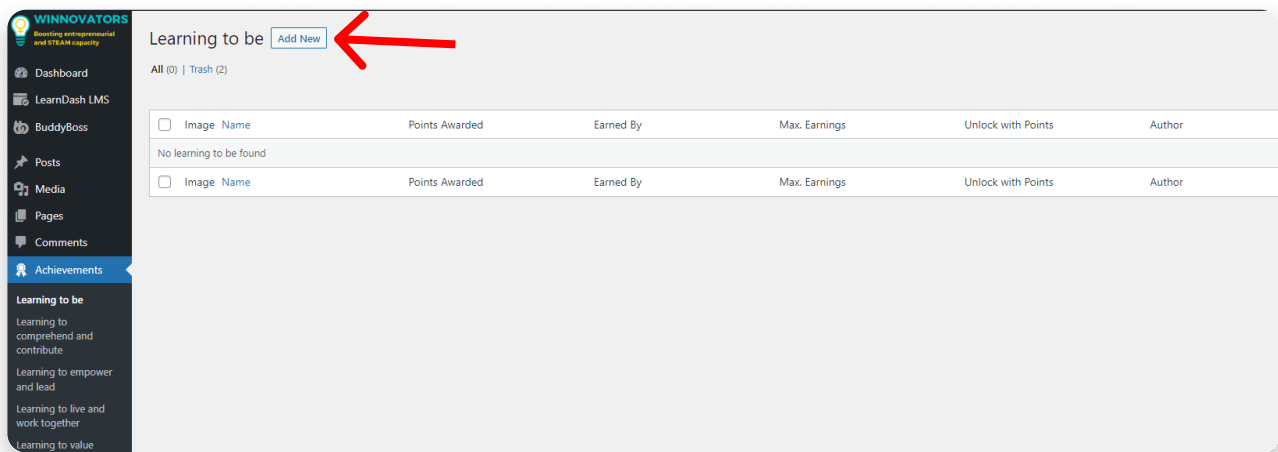 WINNOVATORS
Boosting entrepreneurial
and STEAM capacity
Dashboard
LearnDash LMS
BuddyBoss
Posts
Media
Pages
Comments
Achievements
Learning to be
Learning to
comprehend and
contribute
Learning to empower
and lead
Learning to live and
work together
Learning to value
Learning to be Add New
All (0) | Trash (2)
Image Name Points Awarded Earned By Max. Earnings Unlock with Points Author
No learning to be found
Image Name Points Awarded Earned By Max. Earnings Unlock with Points Author